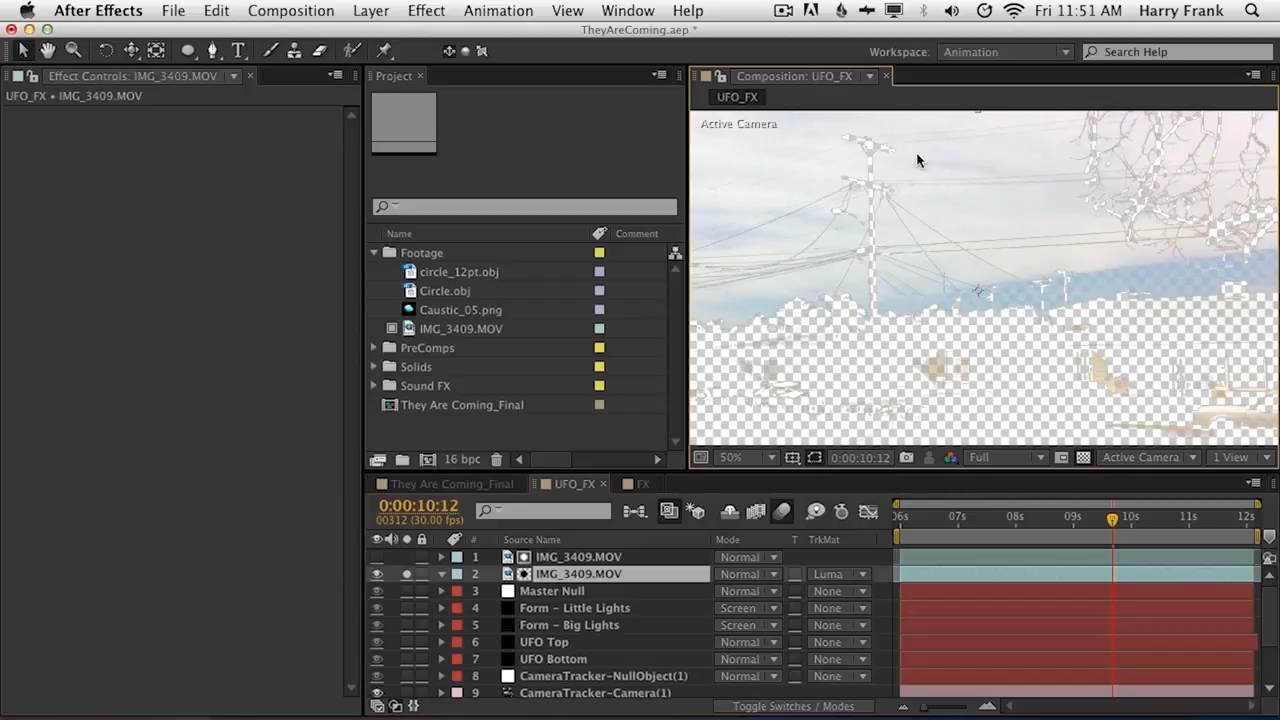 After Effects File Edit Composition Layer Effect Animation View Window Help Fri 11:51 AM Harry Frank
TheyAreComing.aep *
Workspace: Animation Search Help
Effect Controls: IMG_3409.MOV
UFO_FX • IMG_3409.MOV
Project
Name Comment
Footage
circle_12pt.obj
Circle.obj
Caustic_05.png
IMG_3409.MOV
PreComps
Solids
Sound FX
They Are Coming_Final
16 bpc
Composition: UFO_FX
UFO_FX
Active Camera
50% 0:00:10:12 Full Active Camera 1 View
They Are Coming_Final UFO_FX FX
0:00:10:12
00312 (30.00 fps)
06s 07s 08s 09s 10s 11s 12s
# Source Name Mode T TrkMat
1 IMG_3409.MOV Normal
2 IMG_3409.MOV Normal Luma
3 Master Null Normal None
4 Form - Little Lights Screen None
5 Form - Big Lights Screen None
6 UFO Top Normal None
7 UFO Bottom Normal None
8 CameraTracker-NullObject(1) Normal None
9 CameraTracker-Camera(1)
Toggle Switches / Modes